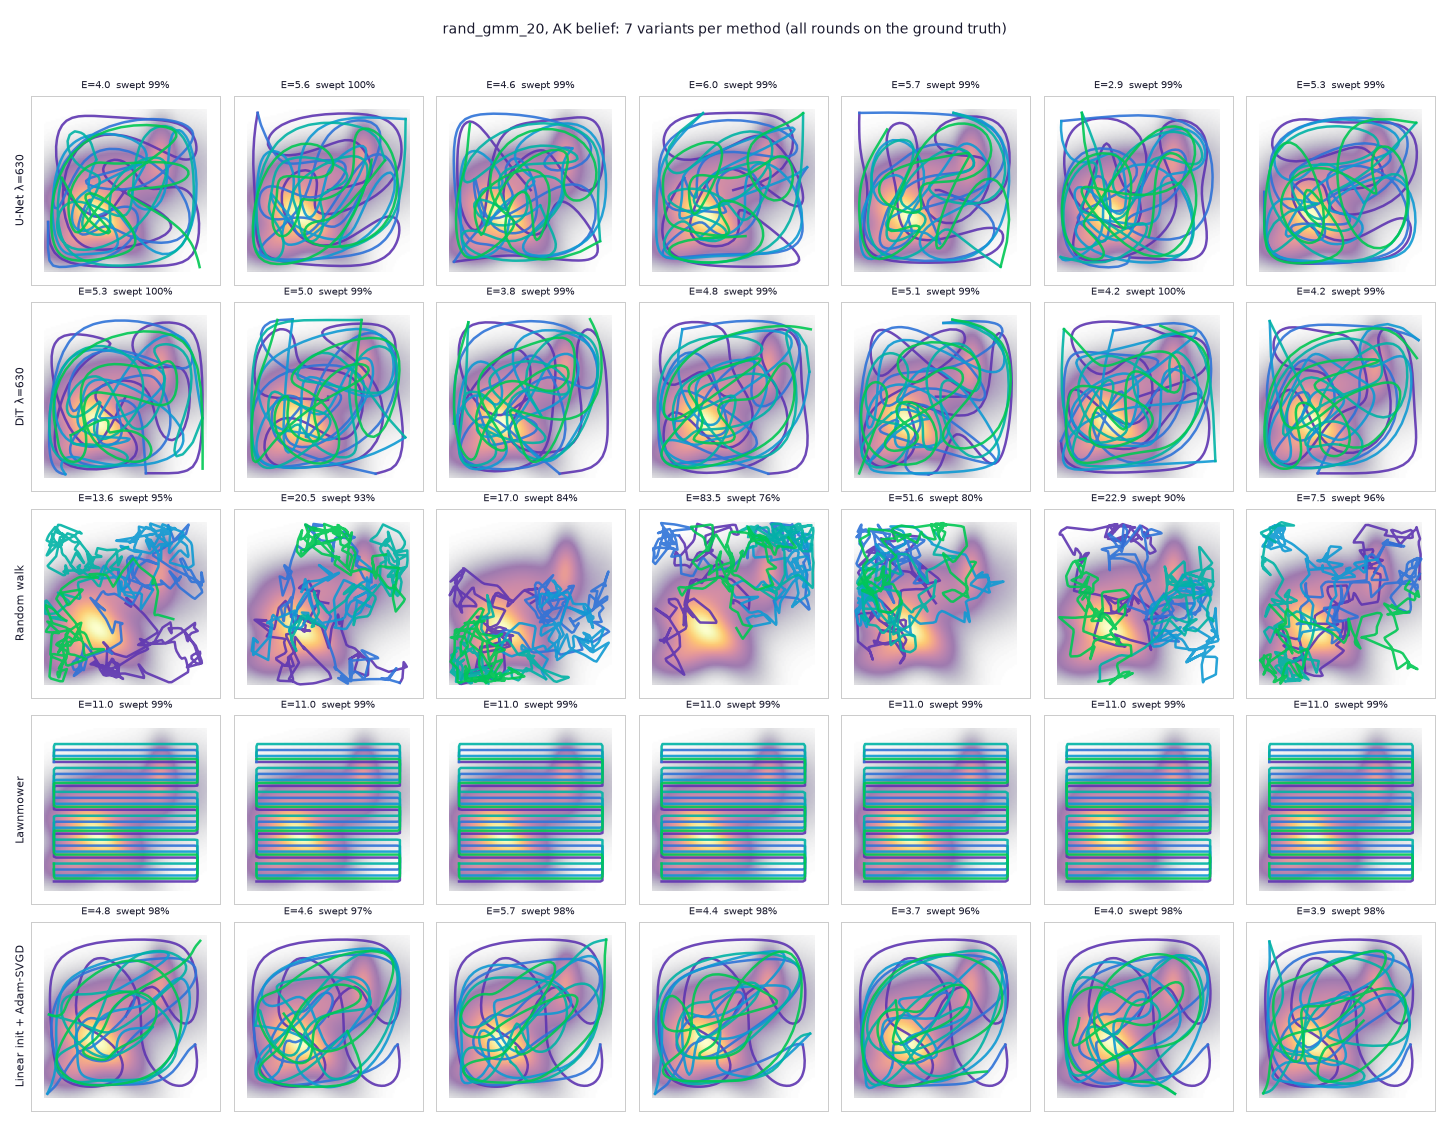 rand_gmm_20, AK belief: 7 variants per method (all rounds on the ground truth)
E=4.0 swept 99% E=5.6 swept 100% E=4.6 swept 99% E=6.0 swept 99% E=5.7 swept 99% E=2.9 swept 99% E=5.3 swept 99%
U-Net λ=630
E=5.3 swept 100% E=5.0 swept 99% E=3.8 swept 99% E=4.8 swept 99% E=5.1 swept 99% E=4.2 swept 100% E=4.2 swept 99%
DiT λ=630
E=13.6 swept 95% E=20.5 swept 93% E=17.0 swept 84% E=83.5 swept 76% E=51.6 swept 80% E=22.9 swept 90% E=7.5 swept 96%
Random walk
E=11.0 swept 99% E=11.0 swept 99% E=11.0 swept 99% E=11.0 swept 99% E=11.0 swept 99% E=11.0 swept 99% E=11.0 swept 99%
Lawnmower
E=4.8 swept 98% E=4.6 swept 97% E=5.7 swept 98% E=4.4 swept 98% E=3.7 swept 96% E=4.0 swept 98% E=3.9 swept 98%
Linear init + Adam-SVGD